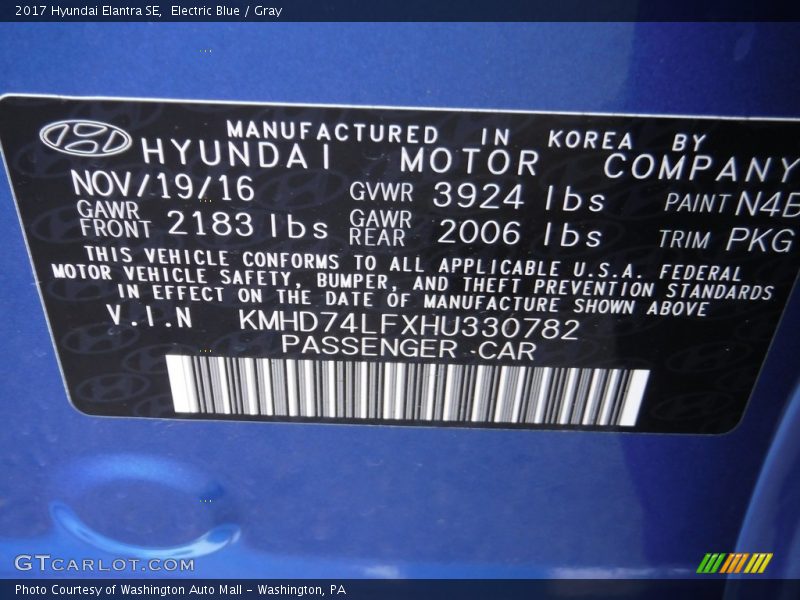 2017 Hyundai Elantra SE,  Electric Blue / Gray
MANUFACTURED IN KOREA BY
HYUNDAI MOTOR COMPANY
NOV/19/16 GVWR 3924 lbs PAINT N4B
GAWR FRONT 2183 lbs GAWR REAR 2006 lbs TRIM PKG
THIS VEHICLE CONFORMS TO ALL APPLICABLE U.S.A. FEDERAL
MOTOR VEHICLE SAFETY, BUMPER, AND THEFT PREVENTION STANDARDS
IN EFFECT ON THE DATE OF MANUFACTURE SHOWN ABOVE
V.I.N KMHD74LFXHU330782
PASSENGER CAR
GTCARLOT.COM
Photo Courtesy of Washington Auto Mall - Washington, PA